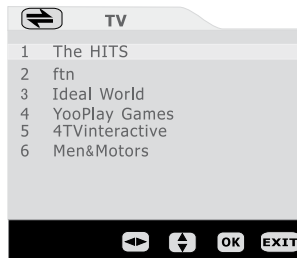 TV
1 The HITS
2 ftn
3 Ideal World
4 YooPlay Games
5 4TVinteractive
6 Men&Motors
OK EXIT